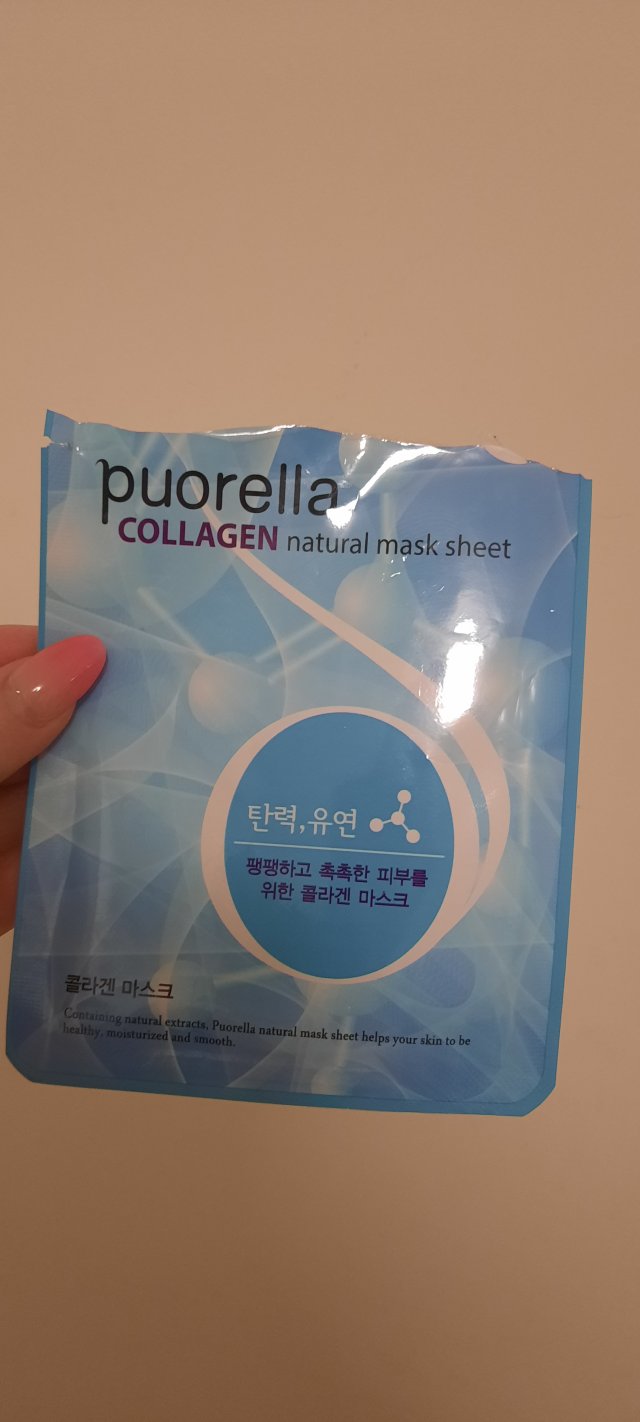 puorella
COLLAGEN natural mask sheet
탄력,유연
팽팽하고 촉촉한 피부를
위한 콜라겐 마스크
콜라겐 마스크
Containing natural extracts, Puorella natural mask sheet helps your skin to be
healthy, moisturized and smooth.